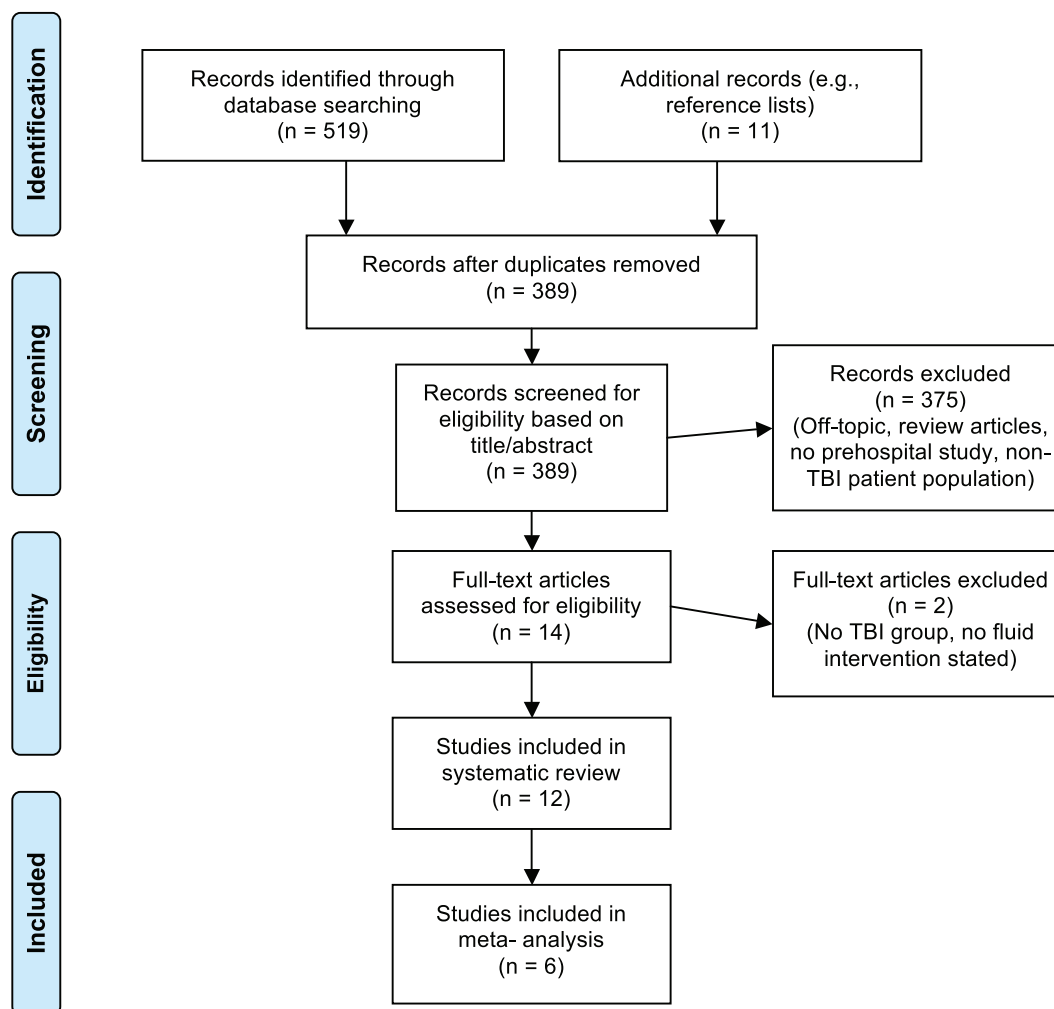 Identification
Records identified through
database searching
(n = 519)
Additional records (e.g.,
reference lists)
(n = 11)
Records after duplicates removed
(n = 389)
Screening
Records screened for
eligibility based on
title/abstract
(n = 389)
Records excluded
(n = 375)
(Off-topic, review articles,
no prehospital study, non-
TBI patient population)
Eligibility
Full-text articles
assessed for eligibility
(n = 14)
Full-text articles excluded
(n = 2)
(No TBI group, no fluid
intervention stated)
Studies included in
systematic review
(n = 12)
Included
Studies included in
meta- analysis
(n = 6)